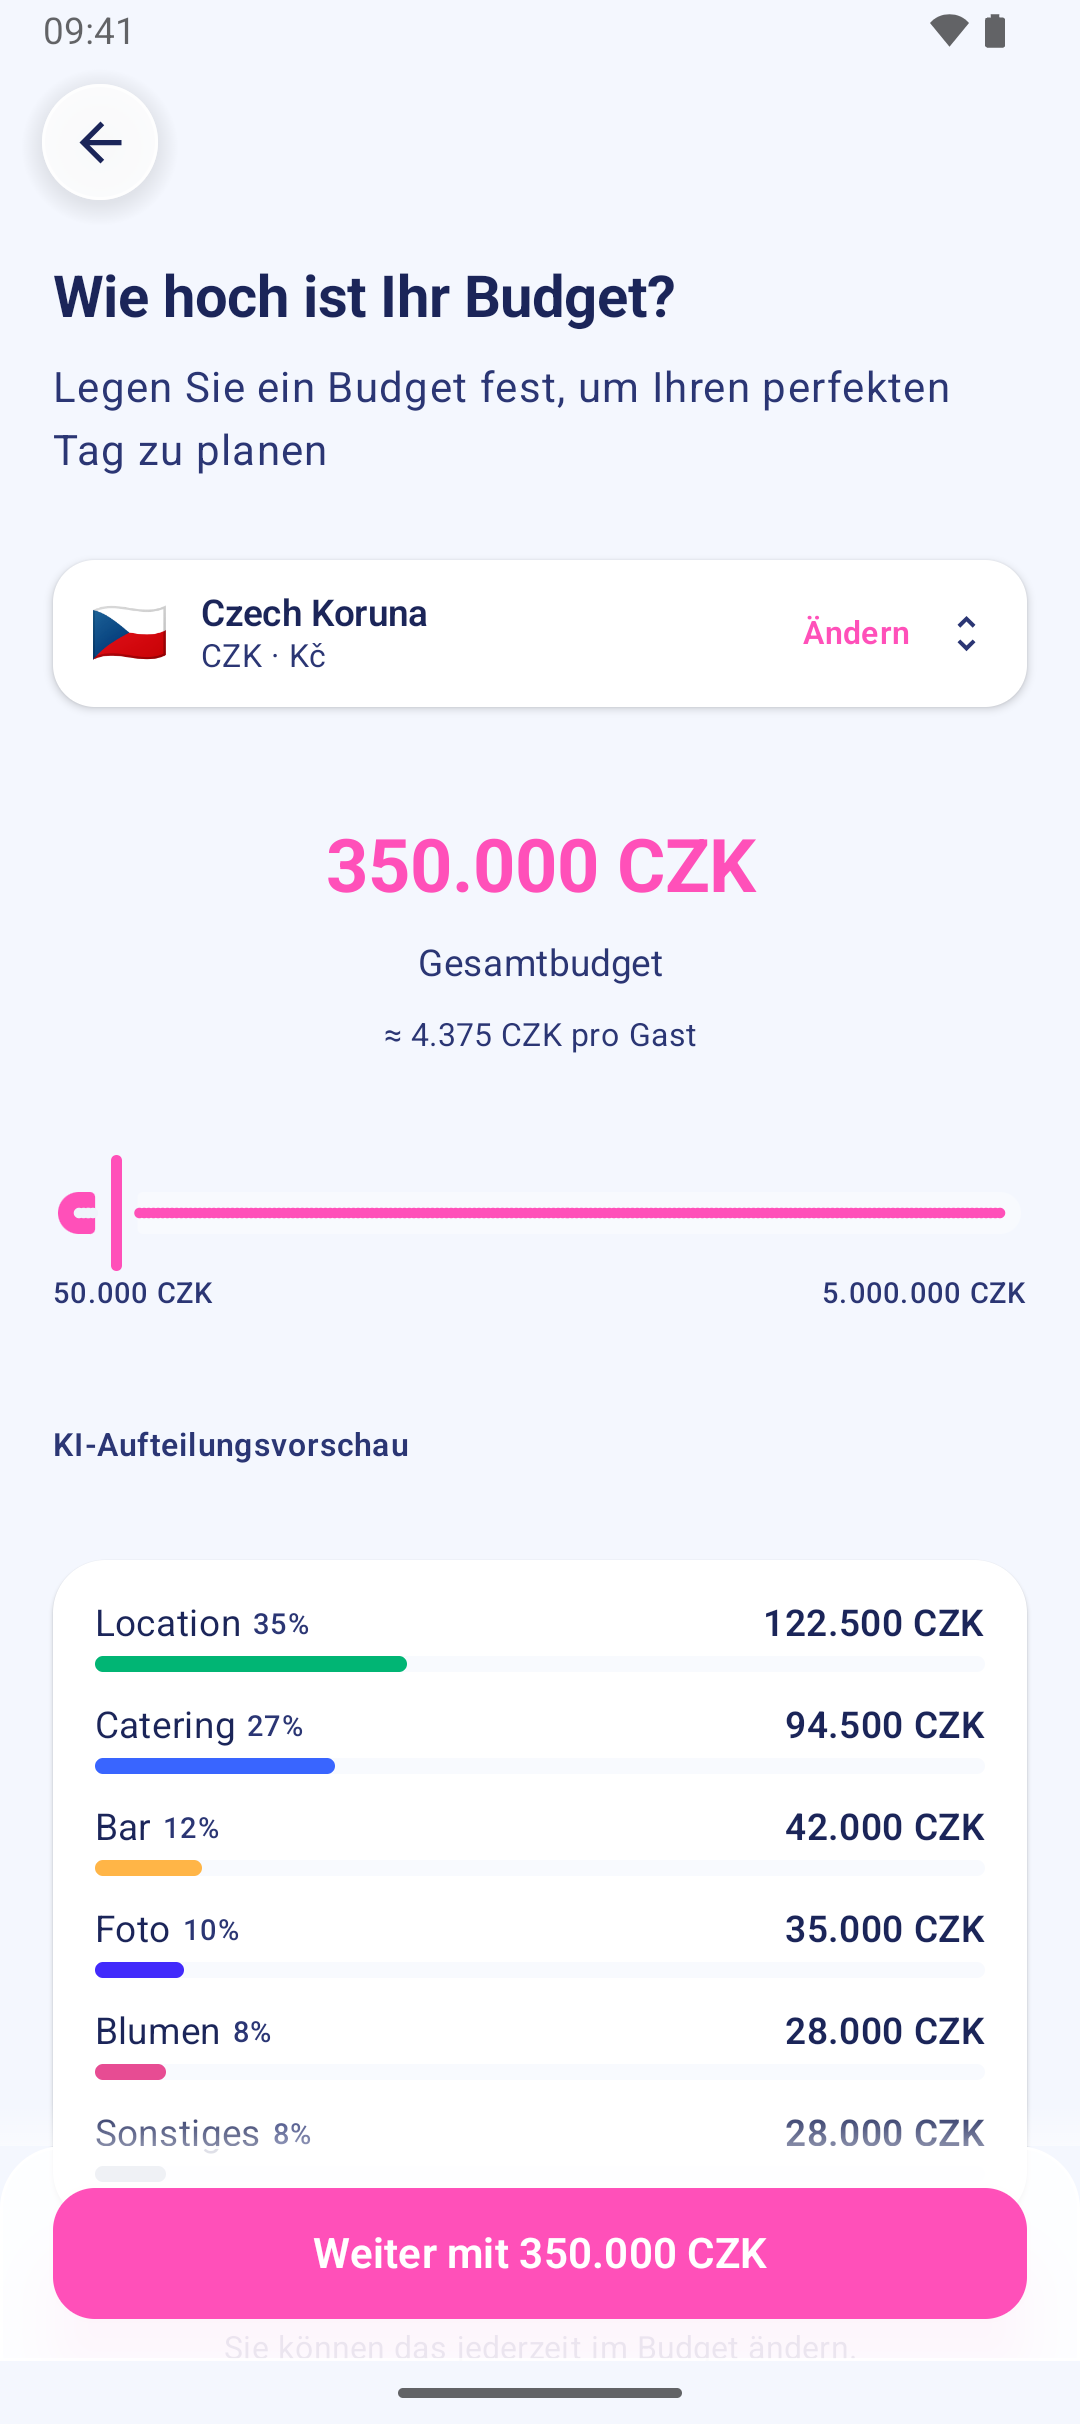 09:41
Wie hoch ist Ihr Budget?
Legen Sie ein Budget fest, um Ihren perfekten
Tag zu planen
Czech Koruna
CZK · Kč
Ändern
350.000 CZK
Gesamtbudget
≈ 4.375 CZK pro Gast
50.000 CZK
5.000.000 CZK
KI-Aufteilungsvorschau
Location 35% 122.500 CZK
Catering 27% 94.500 CZK
Bar 12% 42.000 CZK
Foto 10% 35.000 CZK
Blumen 8% 28.000 CZK
Sonstiges 8% 28.000 CZK
Weiter mit 350.000 CZK
Sie können das jederzeit im Budget ändern.